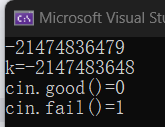 Microsoft Visual Stu
-21474836479
k=-2147483648
cin.good()=0
cin.fail()=1